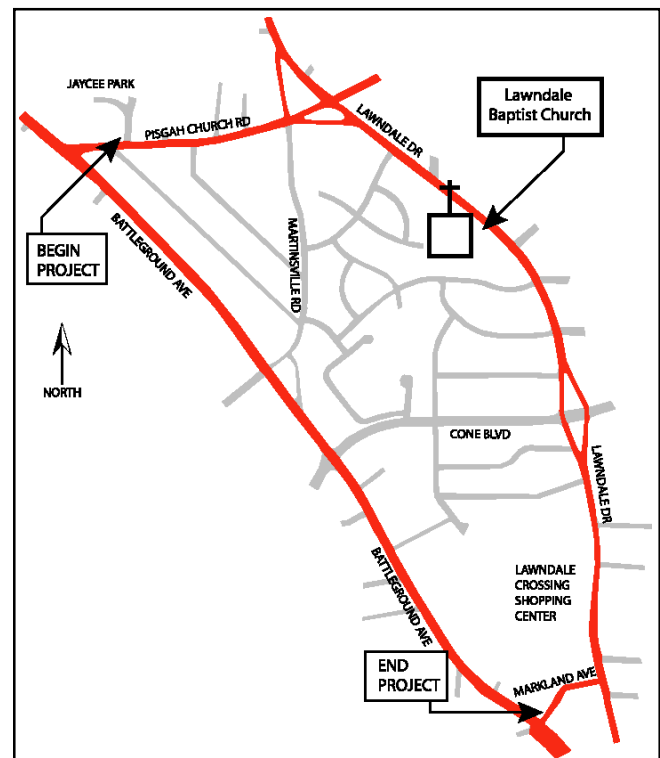 JAYCEE PARK
PISGAH CHURCH RD
LAWNDALE DR
Lawndale
Baptist Church
BEGIN
PROJECT
BATTLEGROUND AVE
MARTINSVILLE RD
NORTH
CONE BLVD
LAWNDALE DR
BATTLEGROUND AVE
LAWNDALE
CROSSING
SHOPPING
CENTER
END
PROJECT
MARKLAND AVE